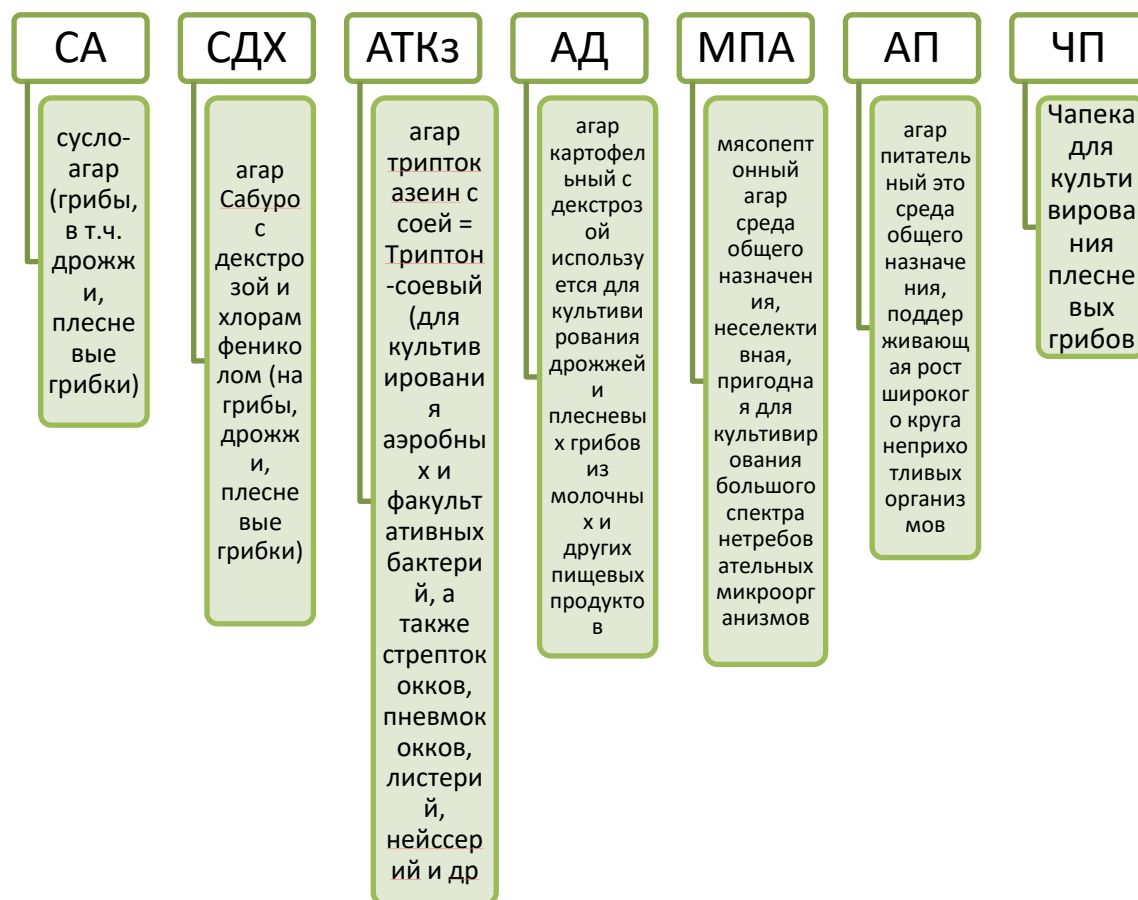 СА
сусло-
агар
(грибы,
в т.ч.
дрожж
и,
плесне
вые
грибки)
СДХ
агар
Сабуро
с
декстро
зой и
хлорам
фенико
лом (на
грибы,
дрожж
и,
плесне
вые
грибки)
АТКз
агар
трипток
азеин с
соей =
Триптон
-соевый
(для
культив
ировани
я
аэробны
х и
факульт
ативных
бактери
й, а
также
стрепток
окков,
пневмок
окков,
листери
й,
нейссер
ий и др
АД
агар
картофел
ьный с
декстроз
ой
использу
ется для
культиви
рования
дрожжей
и
плесневы
х грибов
из
молочны
х и
других
пищевых
продукто
в
МПА
мясопепт
онный
агар
среда
общего
назначен
ия,
неселекти
вная,
пригодна
я для
культивир
ования
большого
спектра
нетребов
ательных
микроорг
анизмов
АП
агар
питатель
ный это
среда
общего
назначе
ния,
поддер
живающ
ая рост
широког
о круга
неприхо
тливых
организ
мов
ЧП
Чапека
для
культи
вирова
ния
плесне
вых
грибов